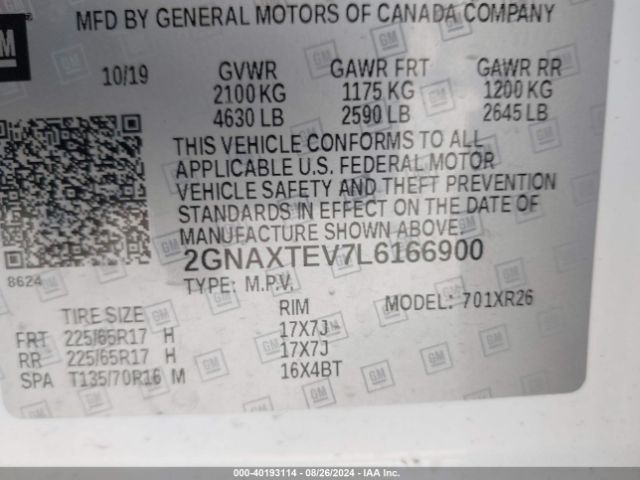 GM
MFD BY GENERAL MOTORS OF CANADA COMPANY
10/19 GVWR GAWR FRT GAWR RR
2100 KG 1175 KG 1200 KG
4630 LB 2590 LB 2645 LB
THIS VEHICLE CONFORMS TO ALL
APPLICABLE U.S. FEDERAL MOTOR
VEHICLE SAFETY AND THEFT PREVENTION
STANDARDS IN EFFECT ON THE DATE OF
MANUFACTURE SHOWN ABOVE.
8624 2GNAXTEV7L6166900
TYPE: M.P.V. MODEL: 701XR26
TIRE SIZE RIM
FRT 225/65R17 H 17X7J
RR 225/65R17 H 17X7J
SPA T135/70R16 M 16X4BT
000-40193114 - 08/26/2024 - IAA Inc.